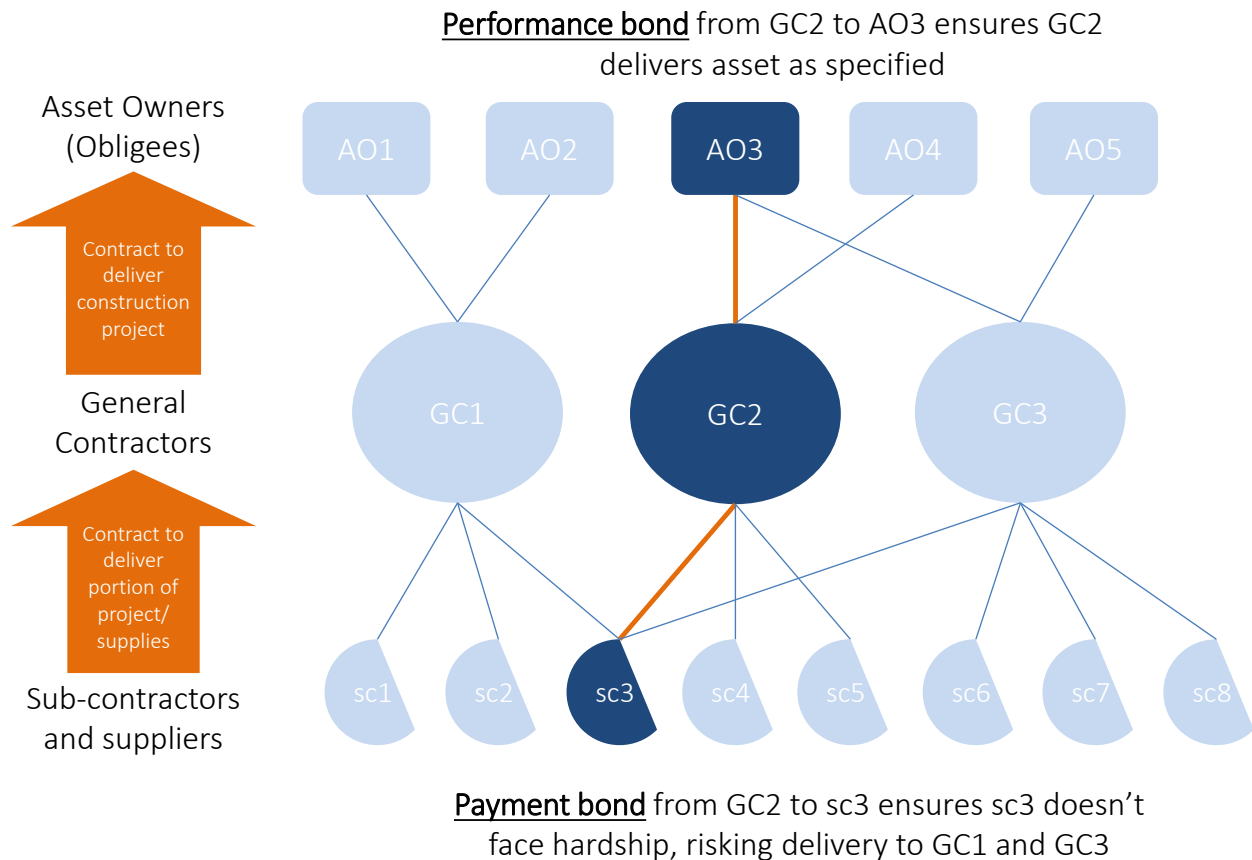 Performance bond from GC2 to AO3 ensures GC2
delivers asset as specified
Asset Owners
(Obligees)
AO1
AO2
AO3
AO4
AO5
Contract to
deliver
construction
project
General
Contractors
GC1
GC2
GC3
Contract to
deliver
portion of
project/
supplies
Sub-contractors
and suppliers
sc1
sc2
sc3
sc4
sc5
sc6
sc7
sc8
Payment bond from GC2 to sc3 ensures sc3 doesn’t
face hardship, risking delivery to GC1 and GC3